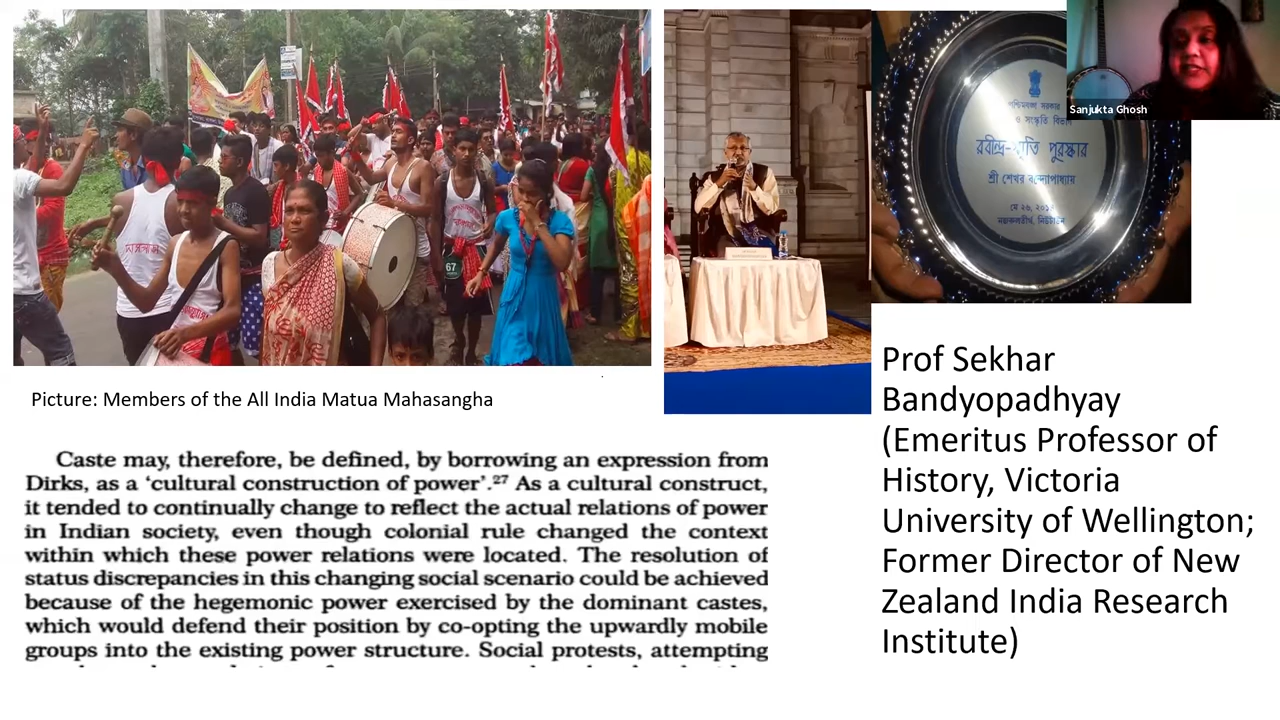 পশ্চিমবঙ্গ সরকার
ও সংস্কৃতি বিভাগ
রবীন্দ্র-স্মৃতি পুরস্কার
শ্রী শেখর বন্দ্যোপাধ্যায়
মে ২৬,
Sanjukta Ghosh
67
Picture: Members of the All India Matua Mahasangha
Caste may, therefore, be defined, by borrowing an expression from
Dirks, as a ‘cultural construction of power’.²⁷ As a cultural construct,
it tended to continually change to reflect the actual relations of power
in Indian society, even though colonial rule changed the context
within which these power relations were located. The resolution of
status discrepancies in this changing social scenario could be achieved
because of the hegemonic power exercised by the dominant castes,
which would defend their position by co-opting the upwardly mobile
groups into the existing power structure. Social protests, attempting
Prof Sekhar
Bandyopadhyay
(Emeritus Professor of
History, Victoria
University of Wellington;
Former Director of New
Zealand India Research
Institute)